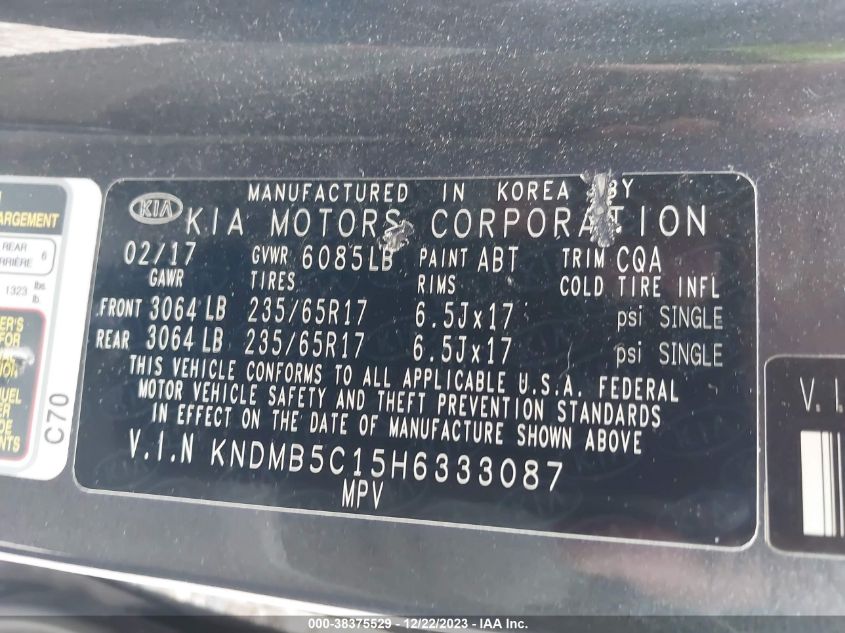 MANUFACTURED IN KOREA BY
KIA KIA MOTORS CORPORATION
02/17 GVWR 6085LB PAINT ABT TRIM CQA
GAWR TIRES RIMS COLD TIRE INFL
FRONT 3064 LB 235/65R17 6.5Jx17 psi SINGLE
REAR 3064 LB 235/65R17 6.5Jx17 psi SINGLE
THIS VEHICLE CONFORMS TO ALL APPLICABLE U.S.A. FEDERAL
MOTOR VEHICLE SAFETY AND THEFT PREVENTION STANDARDS
IN EFFECT ON THE DATE OF MANUFACTURE SHOWN ABOVE
V.I.N KNDMB5C15H6333087
MPV
REAR 6
1323 lbs
C70
000-38375529 - 12/22/2023 - IAA Inc.